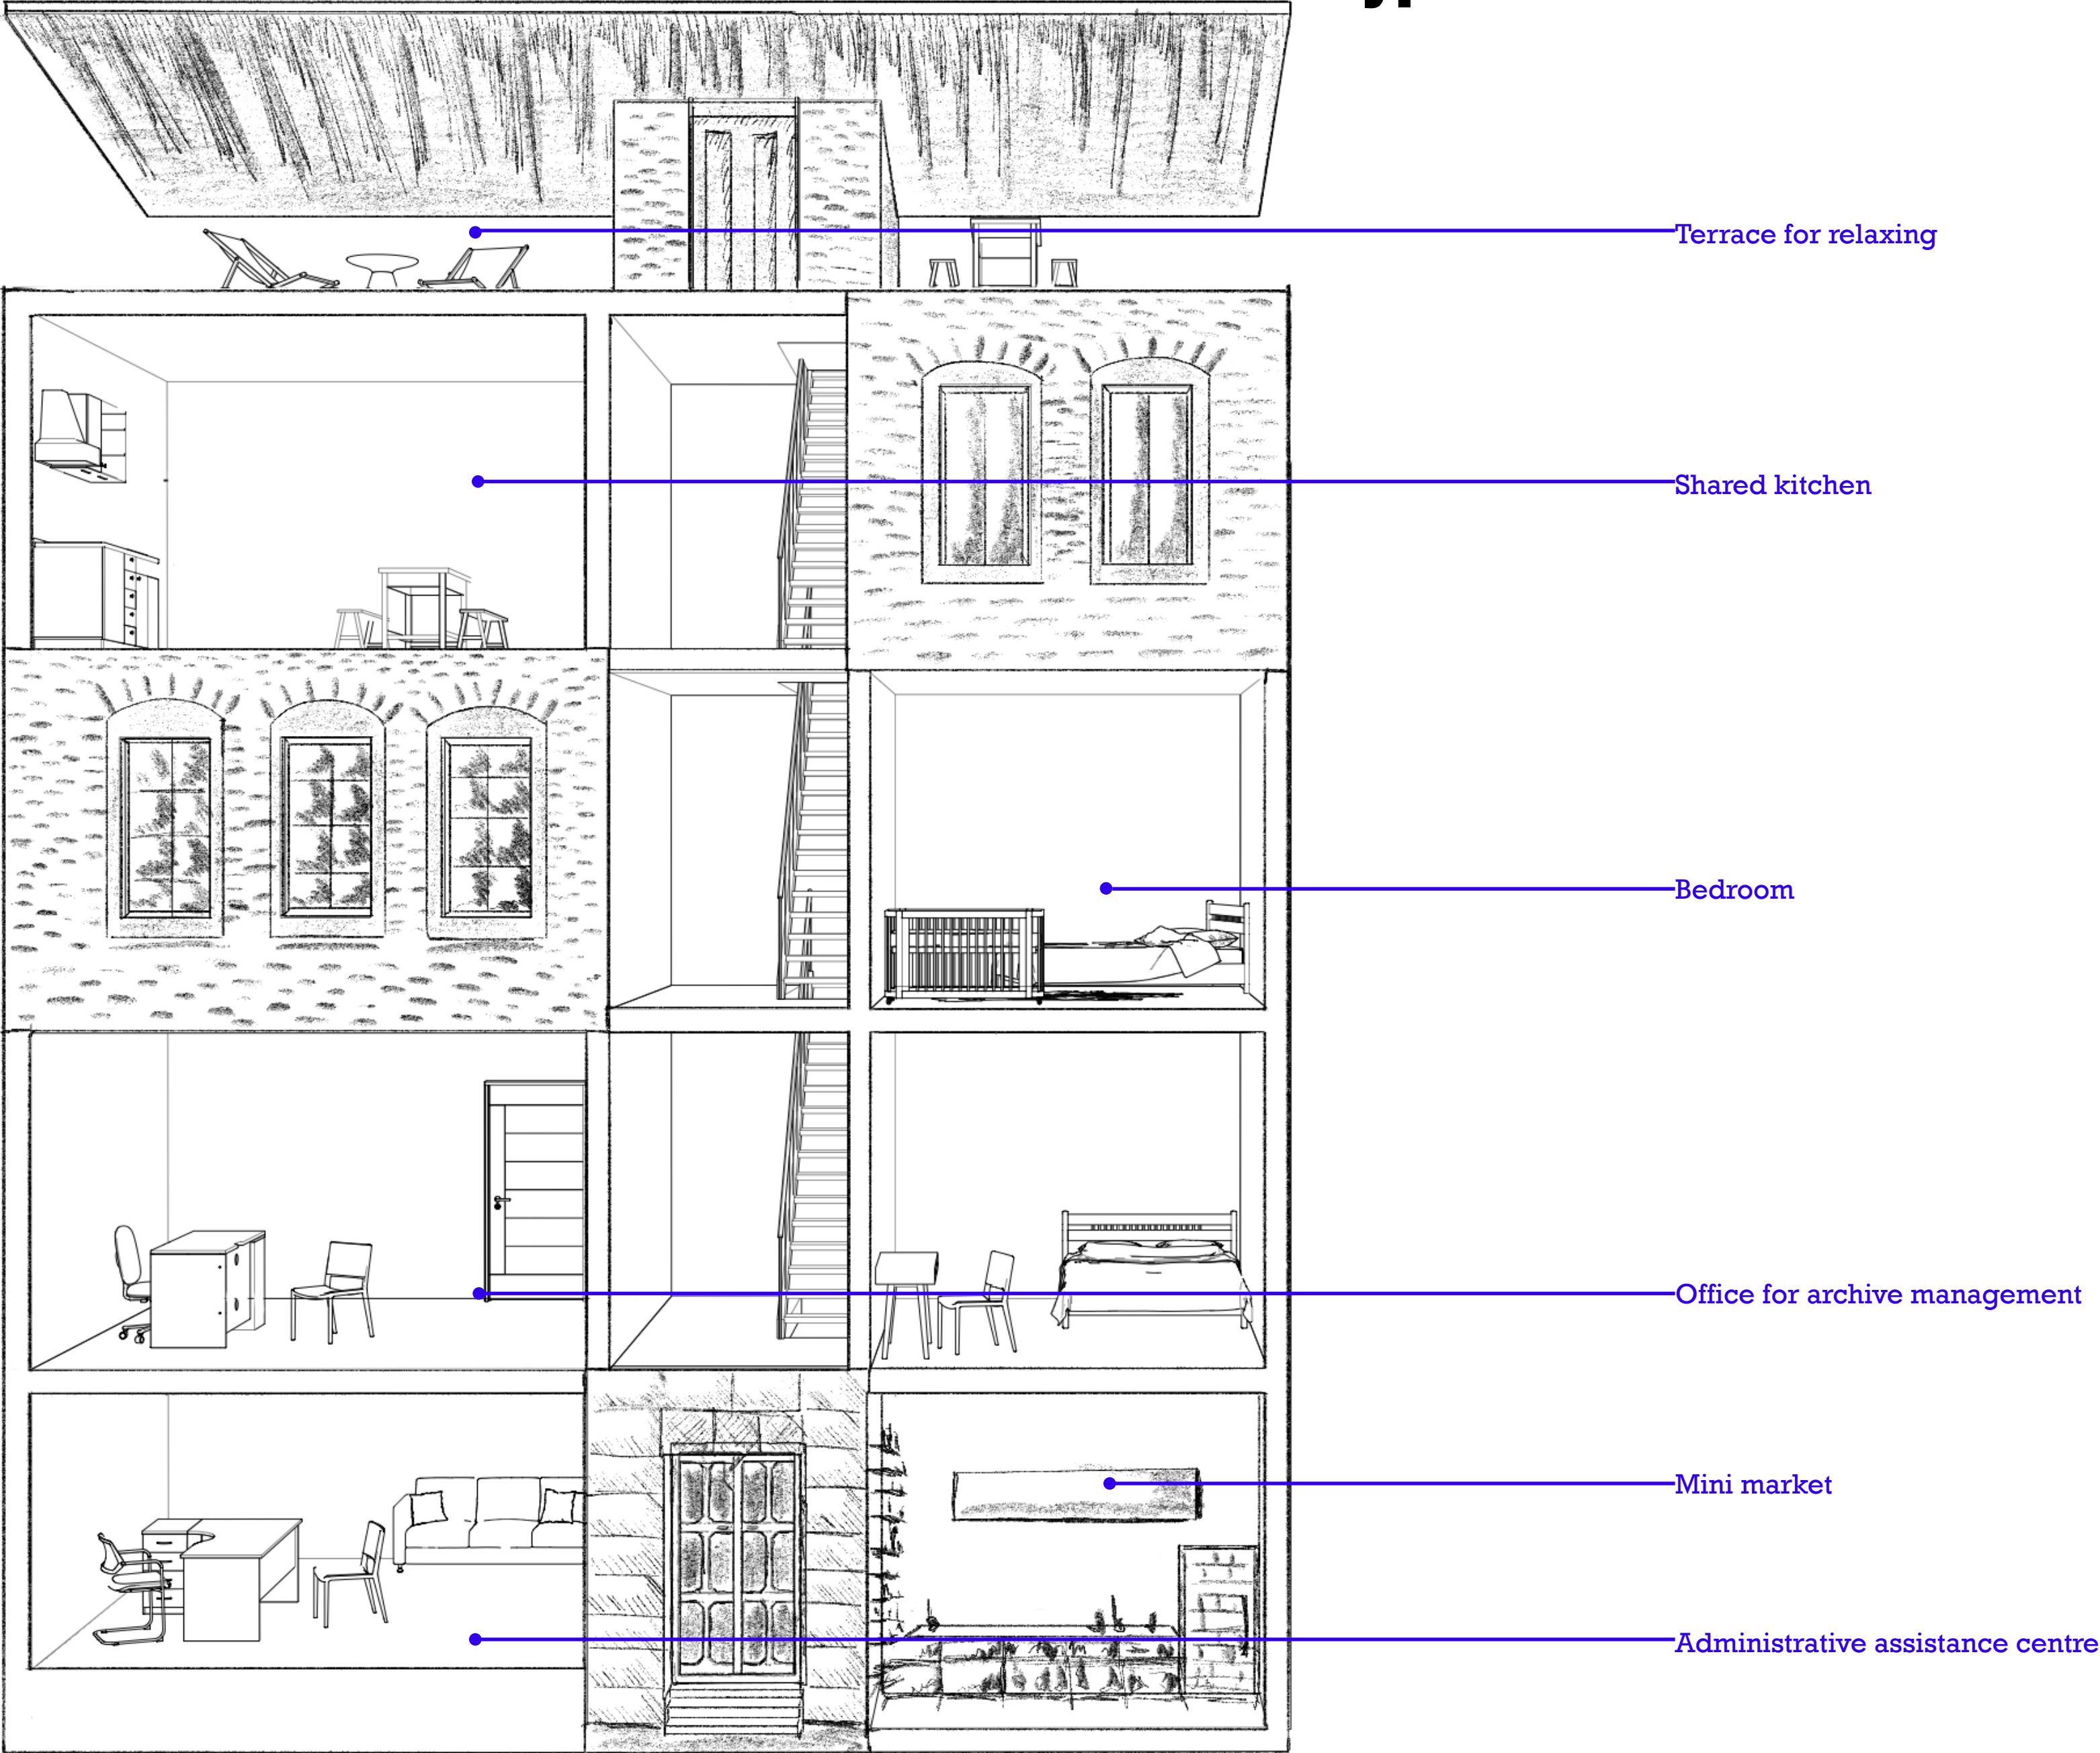 Terrace for relaxing
Shared kitchen
Bedroom
Office for archive management
Mini market
Administrative assistance centre